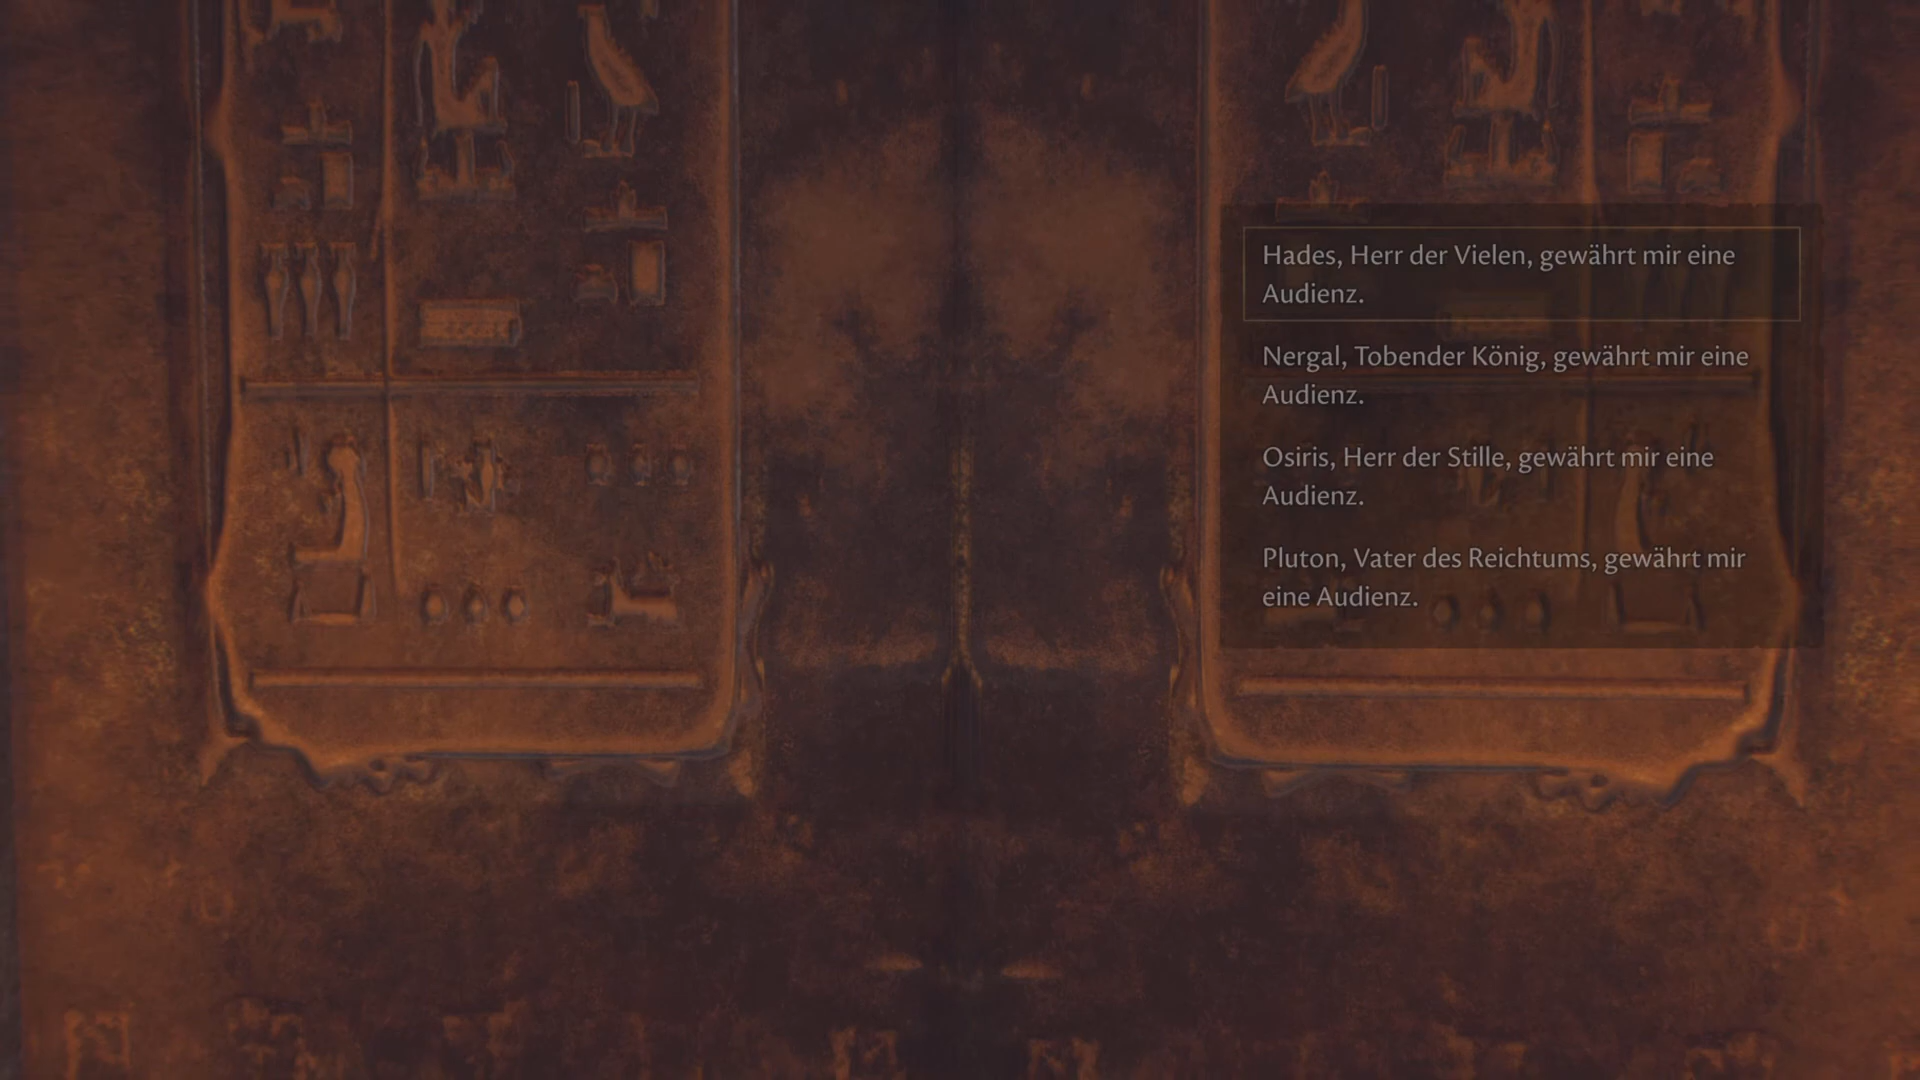 Hades, Herr der Vielen, gewährt mir eine
Audienz.
Nergal, Tobender König, gewährt mir eine
Audienz.
Osiris, Herr der Stille, gewährt mir eine
Audienz.
Pluton, Vater des Reichtums, gewährt mir
eine Audienz.